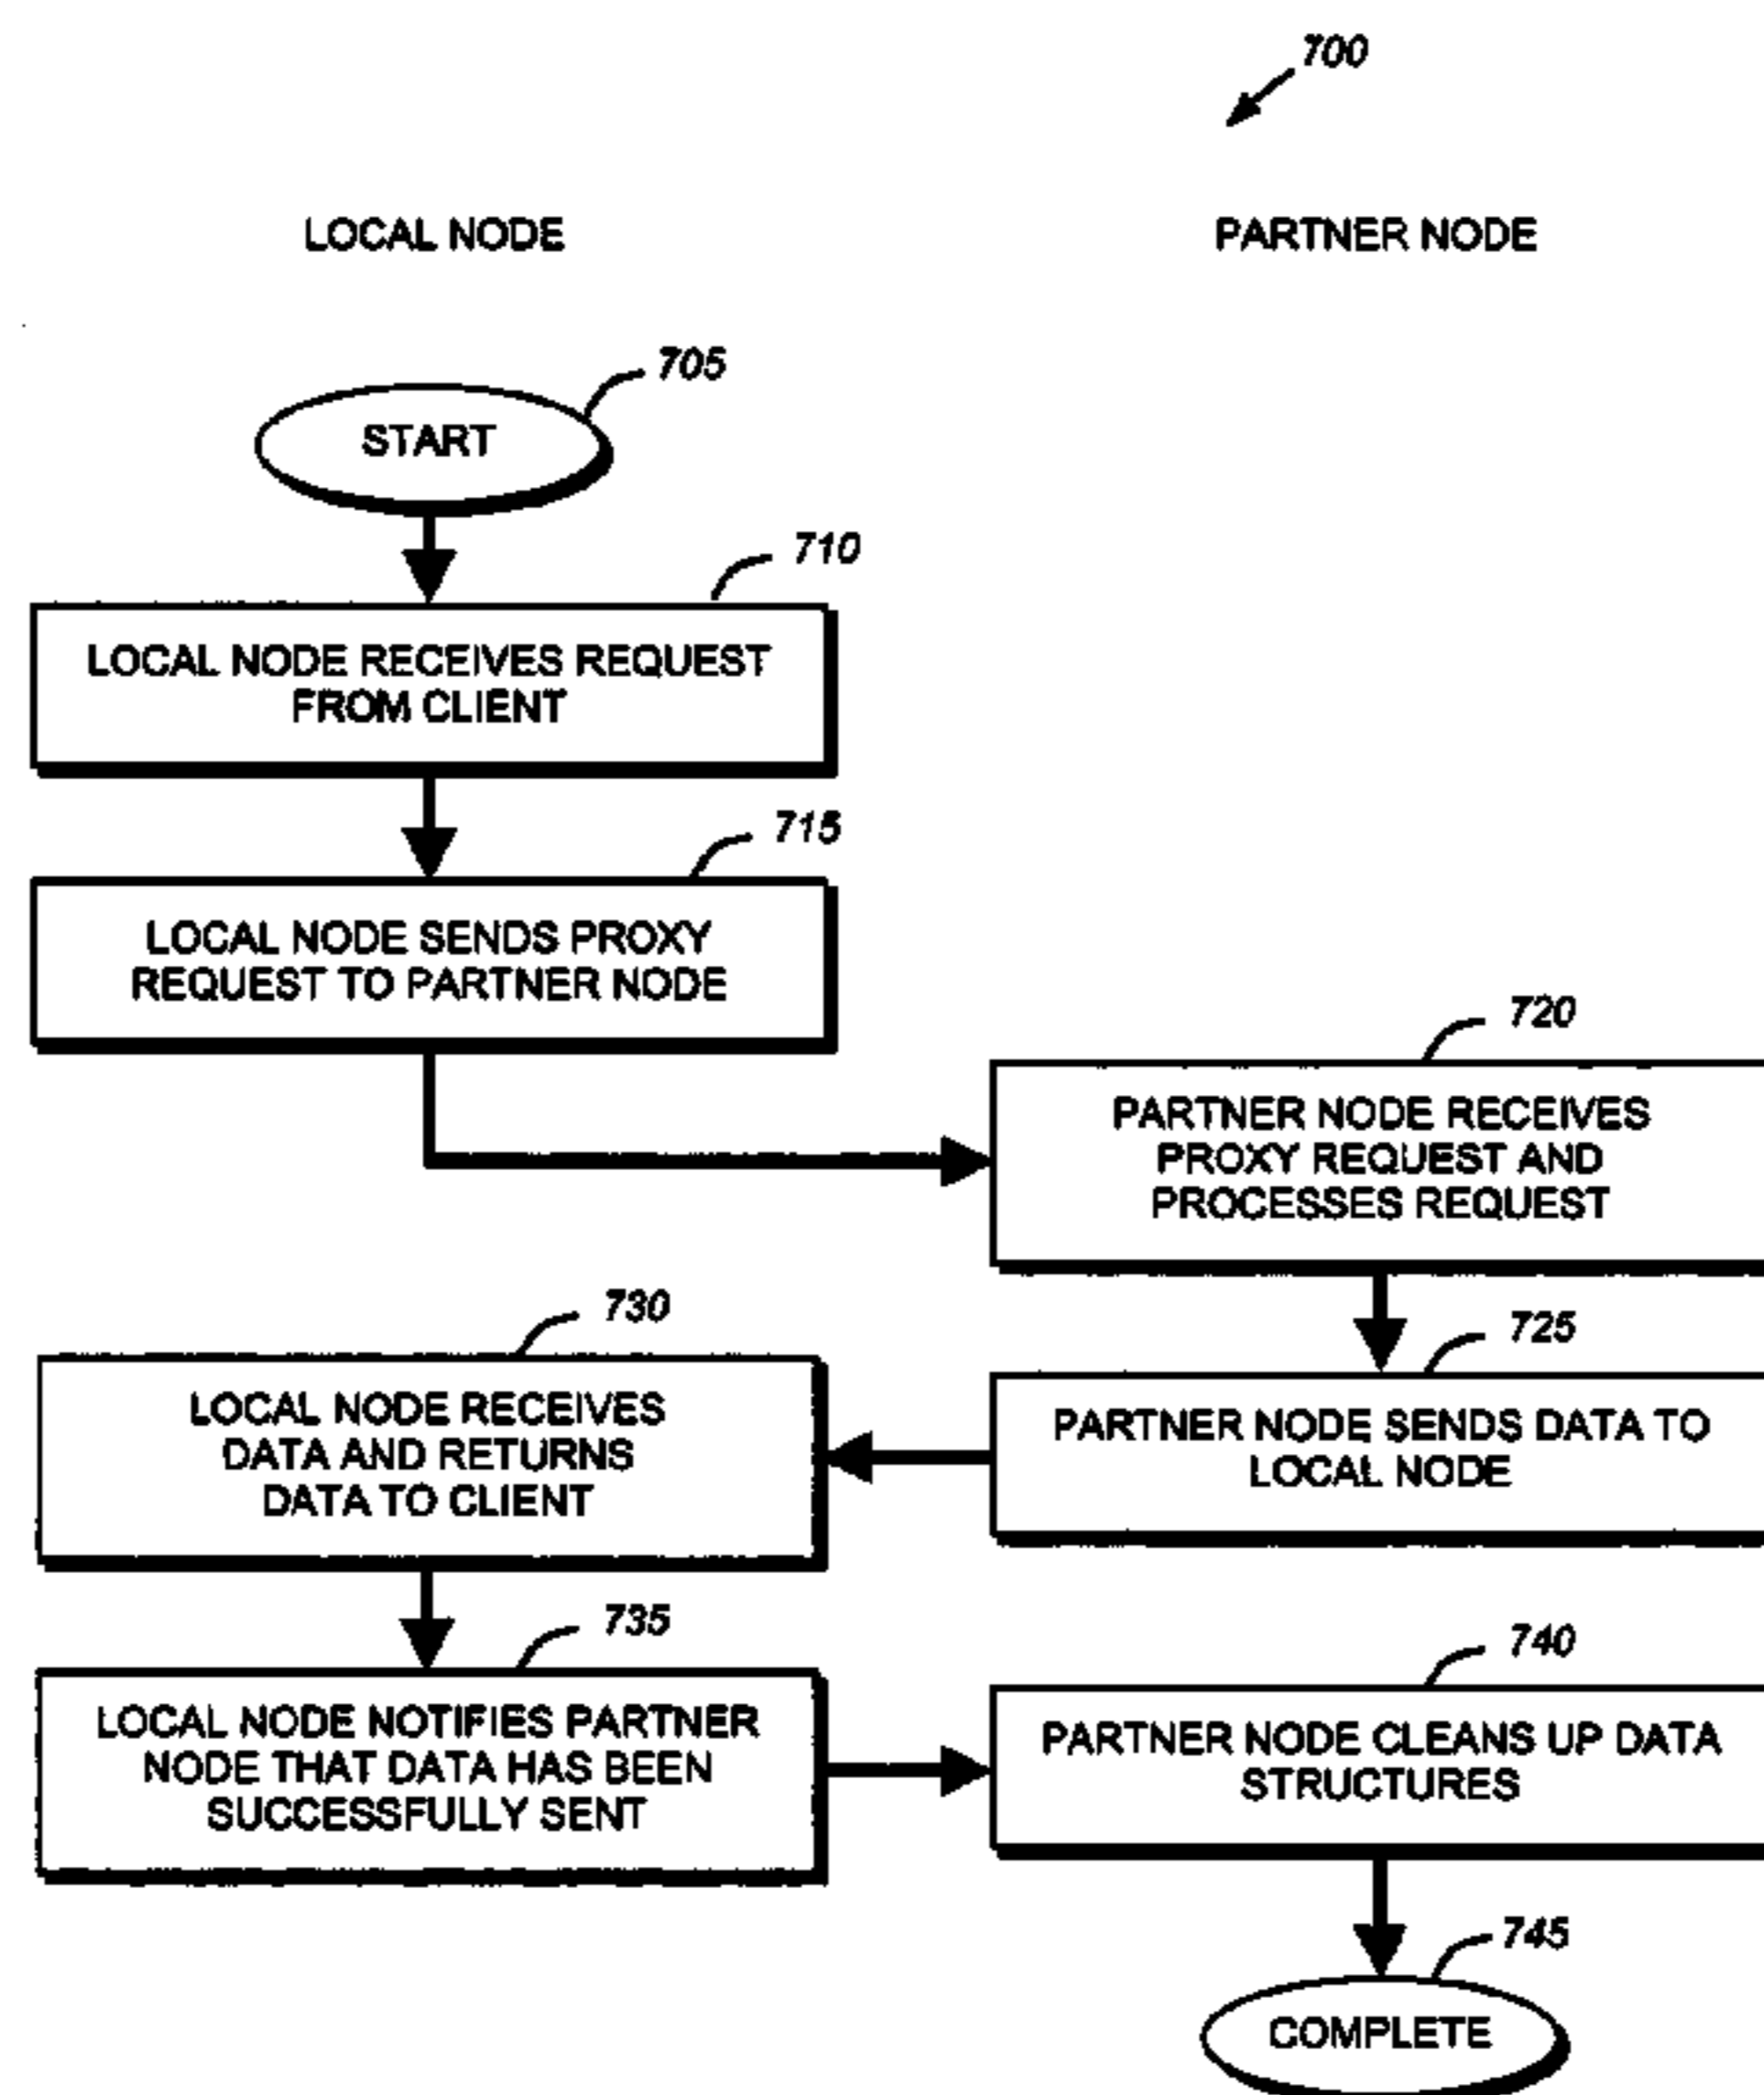 700
LOCAL NODE
PARTNER NODE
705
START
710
LOCAL NODE RECEIVES REQUEST
FROM CLIENT
715
LOCAL NODE SENDS PROXY
REQUEST TO PARTNER NODE
720
PARTNER NODE RECEIVES
PROXY REQUEST AND
PROCESSES REQUEST
725
PARTNER NODE SENDS DATA TO
LOCAL NODE
730
LOCAL NODE RECEIVES
DATA AND RETURNS
DATA TO CLIENT
735
LOCAL NODE NOTIFIES PARTNER
NODE THAT DATA HAS BEEN
SUCCESSFULLY SENT
740
PARTNER NODE CLEANS UP DATA
STRUCTURES
745
COMPLETE